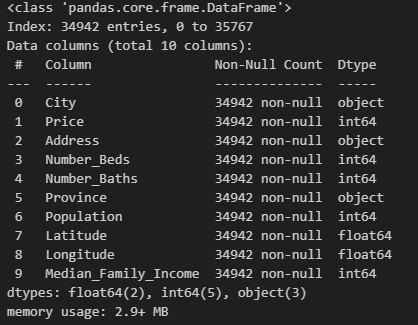 <class 'pandas.core.frame.DataFrame'>
Index: 34942 entries, 0 to 35767
Data columns (total 10 columns):
 #   Column                Non-Null Count  Dtype
---  ------                --------------  -----
 0   City                  34942 non-null  object
 1   Price                 34942 non-null  int64
 2   Address               34942 non-null  object
 3   Number_Beds           34942 non-null  int64
 4   Number_Baths          34942 non-null  int64
 5   Province              34942 non-null  object
 6   Population            34942 non-null  int64
 7   Latitude              34942 non-null  float64
 8   Longitude             34942 non-null  float64
 9   Median_Family_Income  34942 non-null  int64
dtypes: float64(2), int64(5), object(3)
memory usage: 2.9+ MB